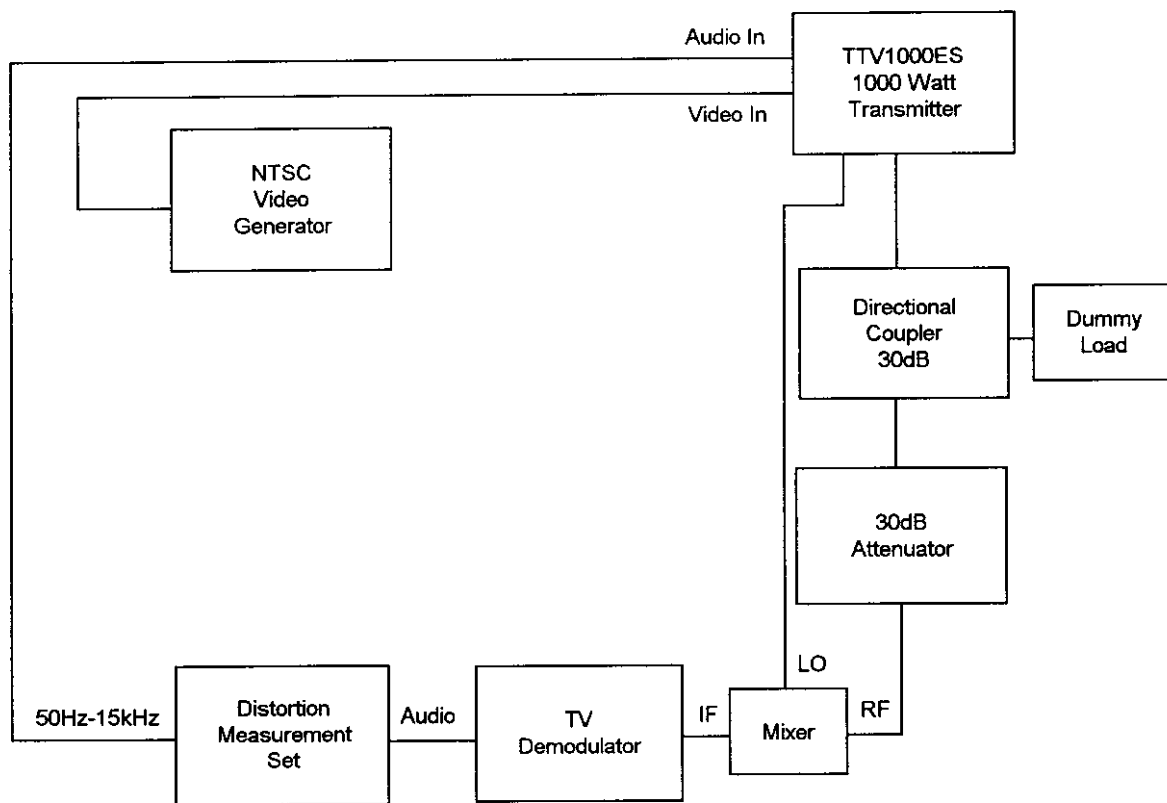 Audio In
TTV1000ES
1000 Watt
Transmitter
Video In
NTSC
Video
Generator
Directional
Coupler
30dB
Dummy
Load
30dB
Attenuator
LO
50Hz-15kHz
Distortion
Measurement
Set
Audio
TV
Demodulator
IF
Mixer
RF